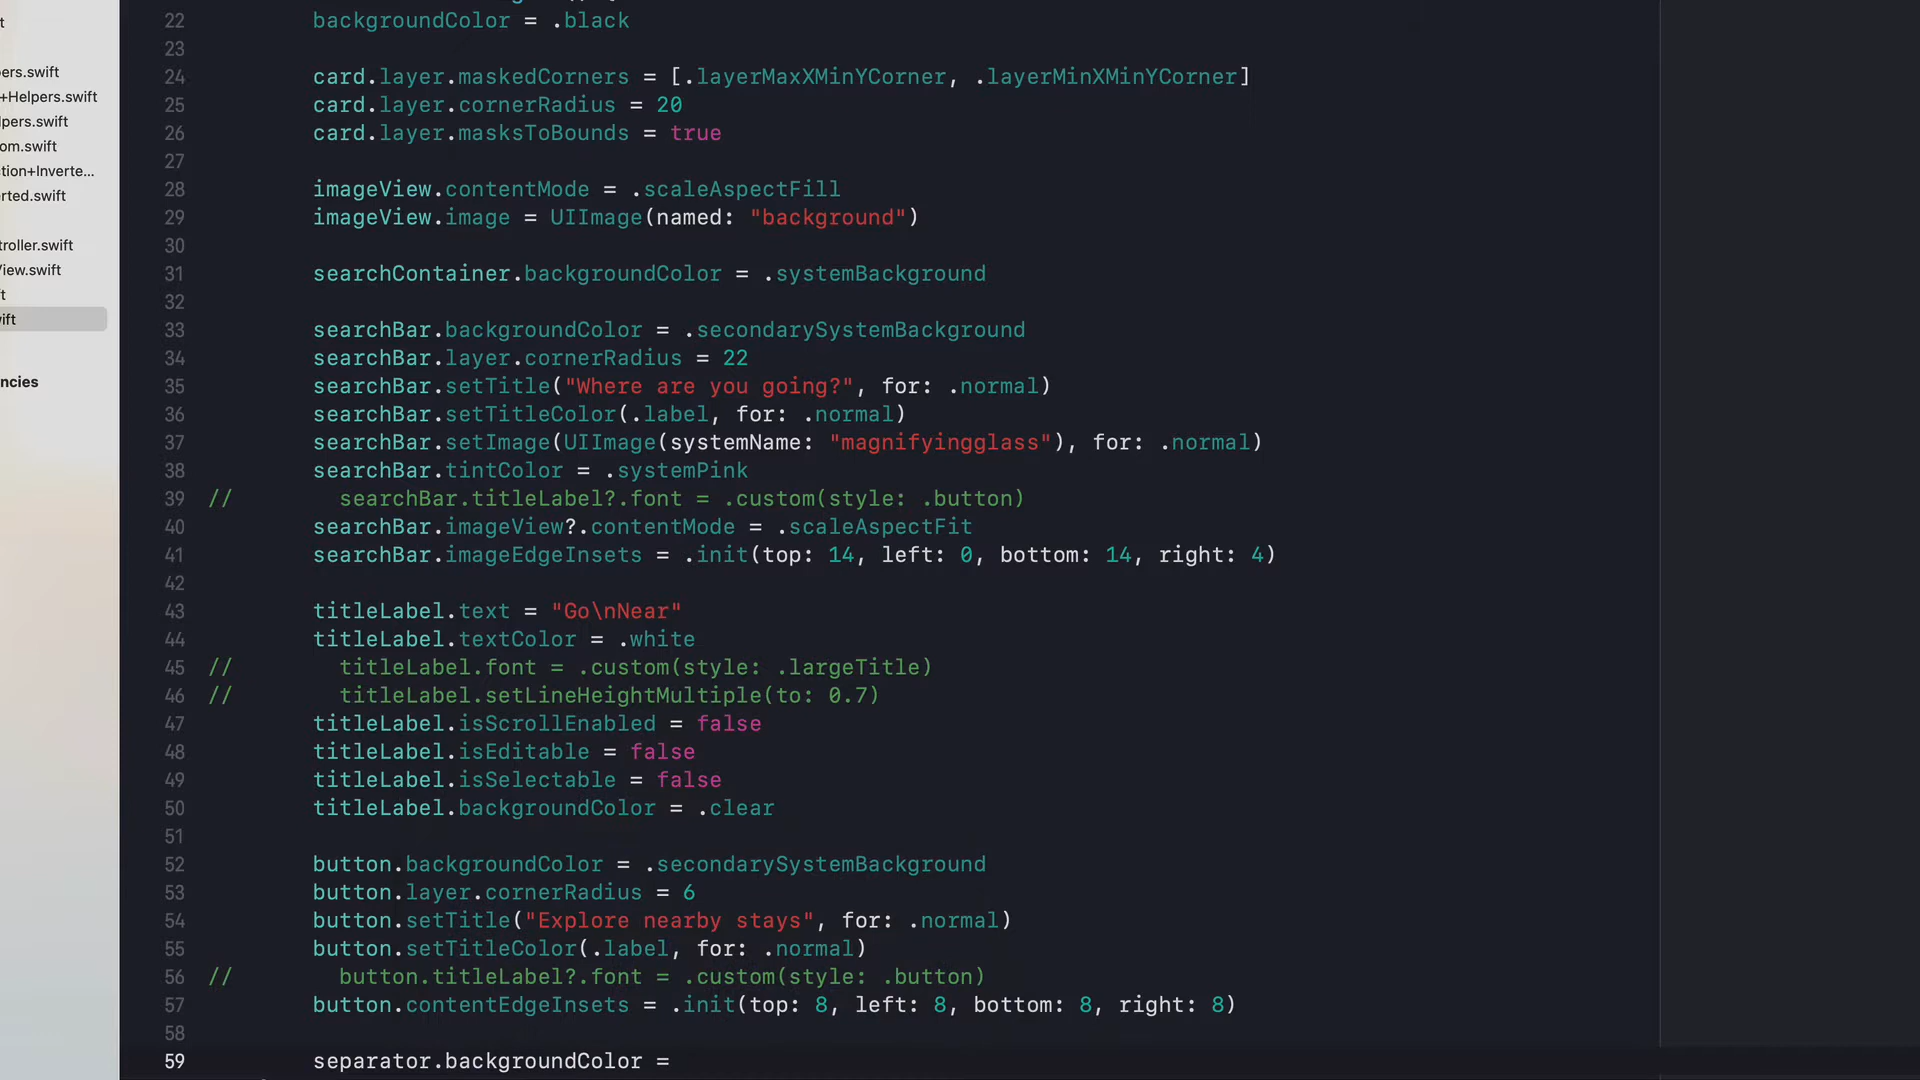 22 backgroundColor = .black
23
24 card.layer.maskedCorners = [.layerMaxXMinYCorner, .layerMinXMinYCorner]
25 card.layer.cornerRadius = 20
26 card.layer.masksToBounds = true
27
28 imageView.contentMode = .scaleAspectFill
29 imageView.image = UIImage(named: "background")
30
31 searchContainer.backgroundColor = .systemBackground
32
33 searchBar.backgroundColor = .secondarySystemBackground
34 searchBar.layer.cornerRadius = 22
35 searchBar.setTitle("Where are you going?", for: .normal)
36 searchBar.setTitleColor(.label, for: .normal)
37 searchBar.setImage(UIImage(systemName: "magnifyingglass"), for: .normal)
38 searchBar.tintColor = .systemPink
39 // searchBar.titleLabel?.font = .custom(style: .button)
40 searchBar.imageView?.contentMode = .scaleAspectFit
41 searchBar.imageEdgeInsets = .init(top: 14, left: 0, bottom: 14, right: 4)
42
43 titleLabel.text = "Go\nNear"
44 titleLabel.textColor = .white
45 // titleLabel.font = .custom(style: .largeTitle)
46 // titleLabel.setLineHeightMultiple(to: 0.7)
47 titleLabel.isScrollEnabled = false
48 titleLabel.isEditable = false
49 titleLabel.isSelectable = false
50 titleLabel.backgroundColor = .clear
51
52 button.backgroundColor = .secondarySystemBackground
53 button.layer.cornerRadius = 6
54 button.setTitle("Explore nearby stays", for: .normal)
55 button.setTitleColor(.label, for: .normal)
56 // button.titleLabel?.font = .custom(style: .button)
57 button.contentEdgeInsets = .init(top: 8, left: 8, bottom: 8, right: 8)
58
59 separator.backgroundColor =
t
ers.swift
+Helpers.swift
lpers.swift
om.swift
tion+Inverte...
rted.swift
troller.swift
View.swift
t
ift
ncies